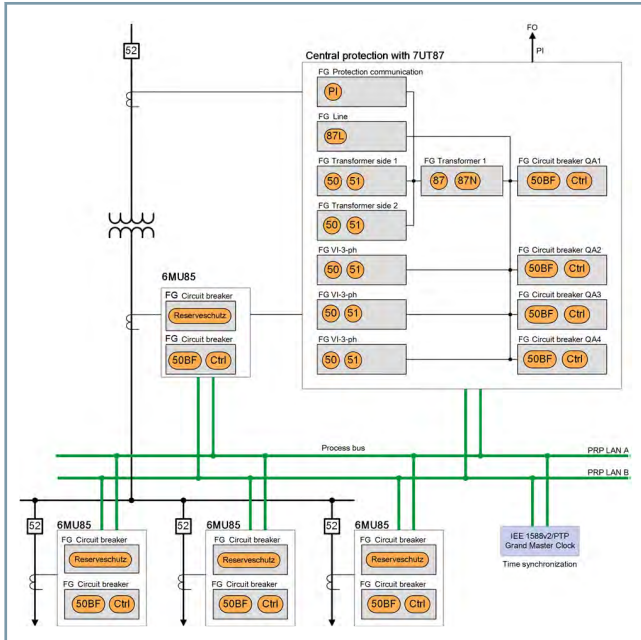 FO
PI
52
Central protection with 7UT87
FG Protection communication
PI
FG Line
87L
FG Transformer side 1
50 51
FG Transformer 1
87 87N
FG Circuit breaker QA1
50BF Ctrl
FG Transformer side 2
50 51
FG VI-3-ph
50 51
FG Circuit breaker QA2
50BF Ctrl
FG VI-3-ph
50 51
FG Circuit breaker QA3
50BF Ctrl
FG VI-3-ph
50 51
FG Circuit breaker QA4
50BF Ctrl
6MU85
FG Circuit breaker
Reserveschutz
FG Circuit breaker
50BF Ctrl
Process bus
PRP LAN A
PRP LAN B
52
6MU85
FG Circuit breaker
Reserveschutz
FG Circuit breaker
50BF Ctrl
52
6MU85
FG Circuit breaker
Reserveschutz
FG Circuit breaker
50BF Ctrl
52
6MU85
FG Circuit breaker
Reserveschutz
FG Circuit breaker
50BF Ctrl
IEE 1588v2/PTP
Grand Master Clock
Time synchronization